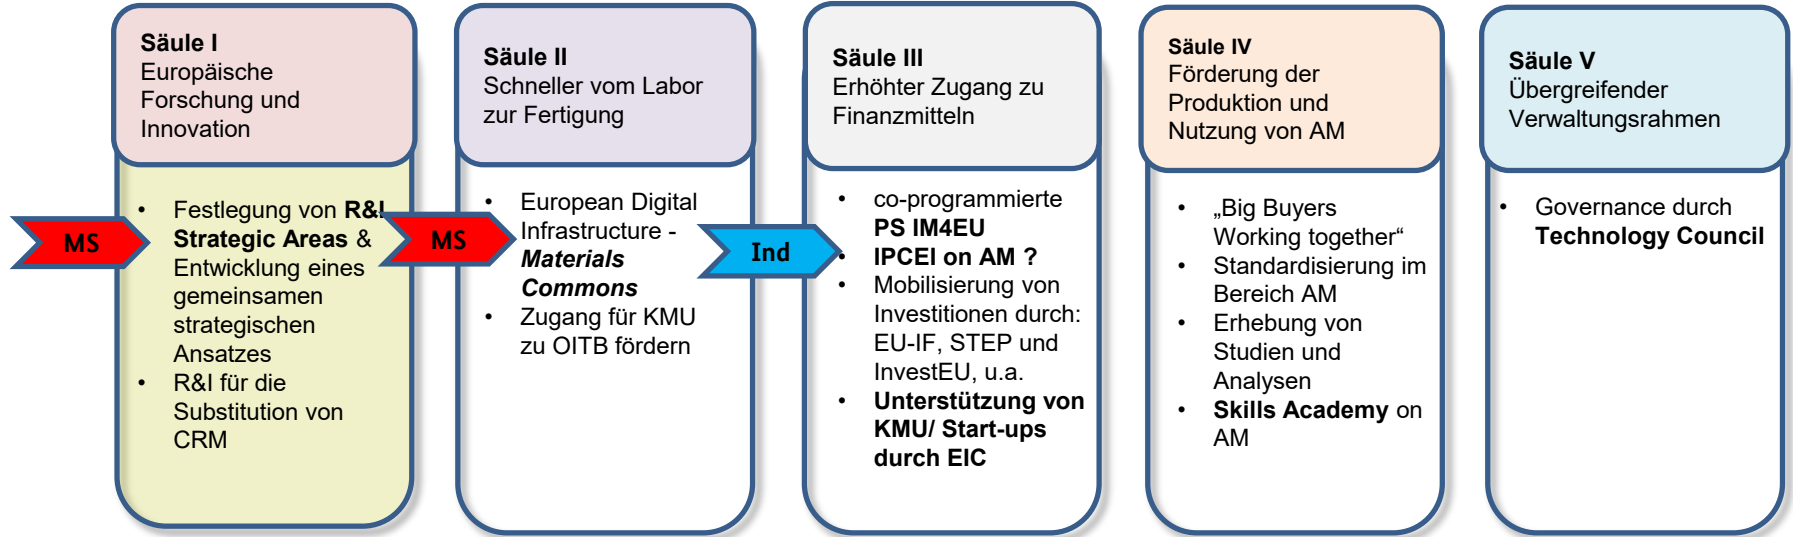 Säule I
Europäische
Forschung und
Innovation
MS
• Festlegung von R&I
Strategic Areas &
Entwicklung eines
gemeinsamen
strategischen
Ansatzes
• R&I für die
Substitution von
CRM
Säule II
Schneller vom Labor
zur Fertigung
MS
• European Digital
Infrastructure -
Materials
Commons
• Zugang für KMU
zu OITB fördern
Säule III
Erhöhter Zugang zu
Finanzmitteln
Ind
• co-programmierte
PS IM4EU
• IPCEI on AM ?
• Mobilisierung von
Investitionen durch:
EU-IF, STEP und
InvestEU, u.a.
• Unterstützung von
KMU/ Start-ups
durch EIC
Säule IV
Förderung der
Produktion und
Nutzung von AM
• „Big Buyers
Working together“
• Standardisierung im
Bereich AM
• Erhebung von
Studien und
Analysen
• Skills Academy on
AM
Säule V
Übergreifender
Verwaltungsrahmen
• Governance durch
Technology Council